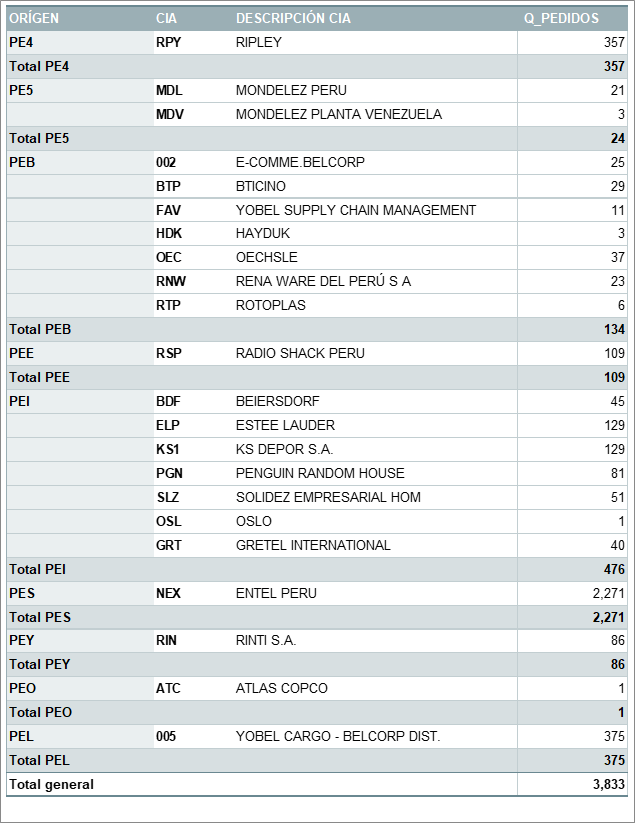 ORÍGEN CIA DESCRIPCIÓN CIA Q_PEDIDOS
PE4 RPY RIPLEY 357
Total PE4 357
PE5 MDL MONDELEZ PERU 21
MDV MONDELEZ PLANTA VENEZUELA 3
Total PE5 24
PEB 002 E-COMME.BELCORP 25
BTP BTICINO 29
FAV YOBEL SUPPLY CHAIN MANAGEMENT 11
HDK HAYDUK 3
OEC OECHSLE 37
RNW RENA WARE DEL PERÚ S A 23
RTP ROTOPLAS 6
Total PEB 134
PEE RSP RADIO SHACK PERU 109
Total PEE 109
PEI BDF BEIERSDORF 45
ELP ESTEE LAUDER 129
KS1 KS DEPOR S.A. 129
PGN PENGUIN RANDOM HOUSE 81
SLZ SOLIDEZ EMPRESARIAL HOM 51
OSL OSLO 1
GRT GRETEL INTERNATIONAL 40
Total PEI 476
PES NEX ENTEL PERU 2,271
Total PES 2,271
PEY RIN RINTI S.A. 86
Total PEY 86
PEO ATC ATLAS COPCO 1
Total PEO 1
PEL 005 YOBEL CARGO - BELCORP DIST. 375
Total PEL 375
Total general 3,833